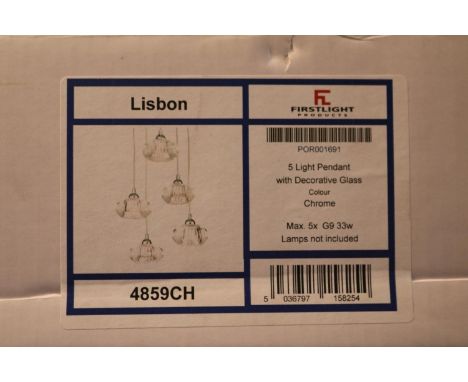 Lisbon
FL
FIRSTLIGHT
PRODUCTS
POR001691
5 Light Pendant
with Decorative Glass
Colour
Chrome
Max. 5x G9 33w
Lamps not included
4859CH
5 036797 158254